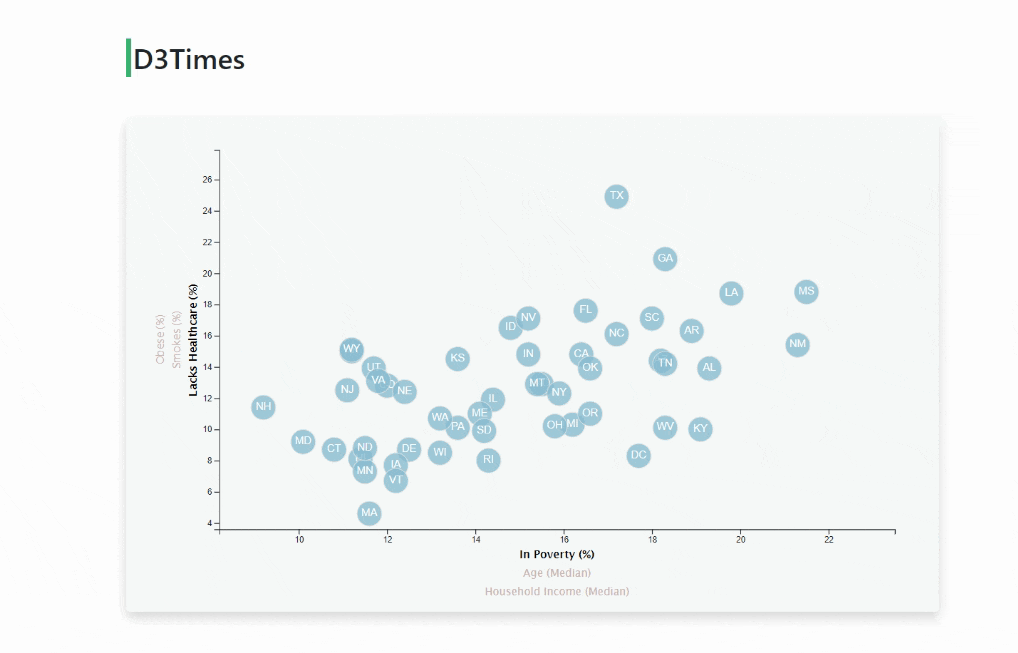 D3Times
26
24
22
20
18
16
14
12
10
8
6
4
Obese (%)
Smokes (%)
Lacks Healthcare (%)
TX
GA
LA
MS
FL
NV
SC
ID
NC
AR
NM
WY
KS
IN
CA
TN
UT
OK
AL
VA
MT
NJ
NE
NY
IL
NH
ME
OR
WA
PA
SD
OH
MI
WV
KY
MD
CT
ND
DE
WI
DC
RI
IA
MN
VT
MA
10
12
14
16
18
20
22
In Poverty (%)
Age (Median)
Household Income (Median)